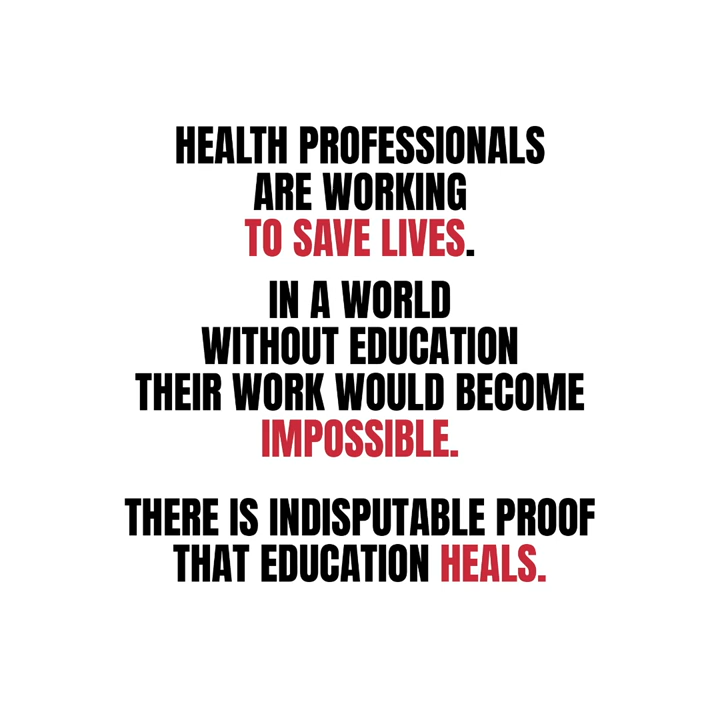 HEALTH PROFESSIONALS
ARE WORKING
TO SAVE LIVES.
IN A WORLD
WITHOUT EDUCATION
THEIR WORK WOULD BECOME
IMPOSSIBLE.
THERE IS INDISPUTABLE PROOF
THAT EDUCATION HEALS.